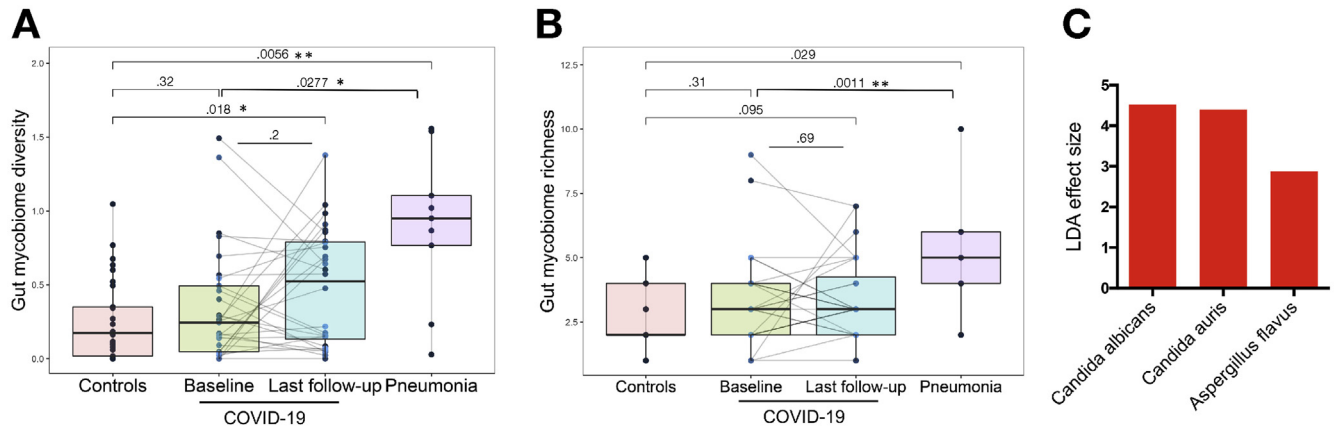 A
Gut mycobiome diversity
2.0
1.5
1.0
0.5
0.0
.0056 **
.32
.0277 *
.018 *
.2
Controls
Baseline
Last follow-up
Pneumonia
COVID-19
B
Gut mycobiome richness
12.5
10.0
7.5
5.0
2.5
.029
.31
.0011 **
.095
.69
Controls
Baseline
Last follow-up
Pneumonia
COVID-19
C
LDA effect size
5
4
3
2
1
0
Candida albicans
Candida auris
Aspergillus flavus